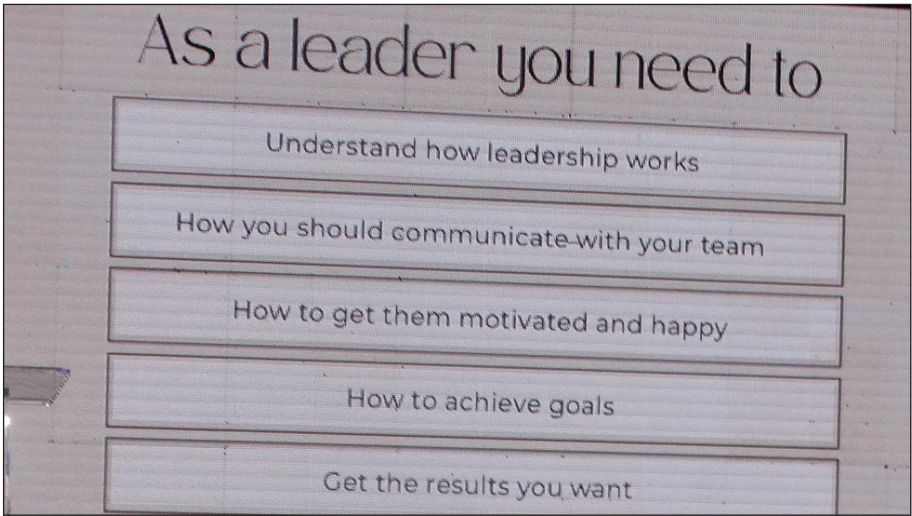 As a leader you need to
Understand how leadership works
How you should communicate with your team
How to get them motivated and happy
How to achieve goals
Get the results you want